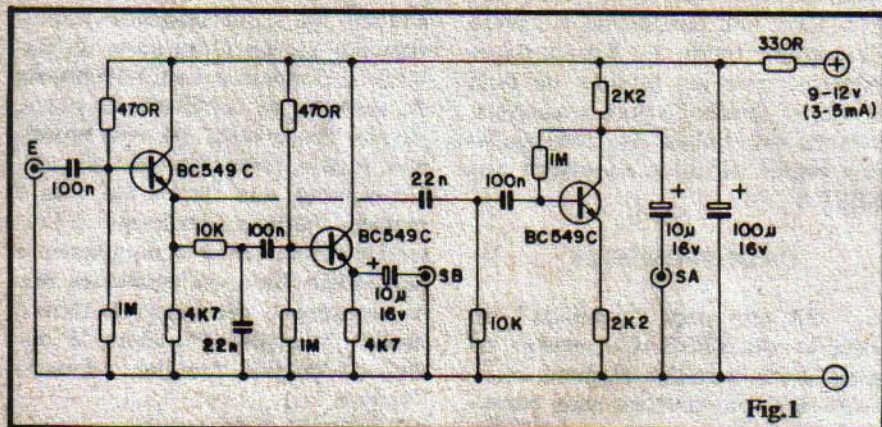 330R
9-12v
(3-5mA)
470R
470R
2K2
E
100n
BC549C
1M
22n
100n
BC549C
10K
100n
BC549C
10µ
16v
100µ
16v
SA
SB
10µ
16v
1M
4K7
22n
1M
4K7
10K
2K2
Fig.1